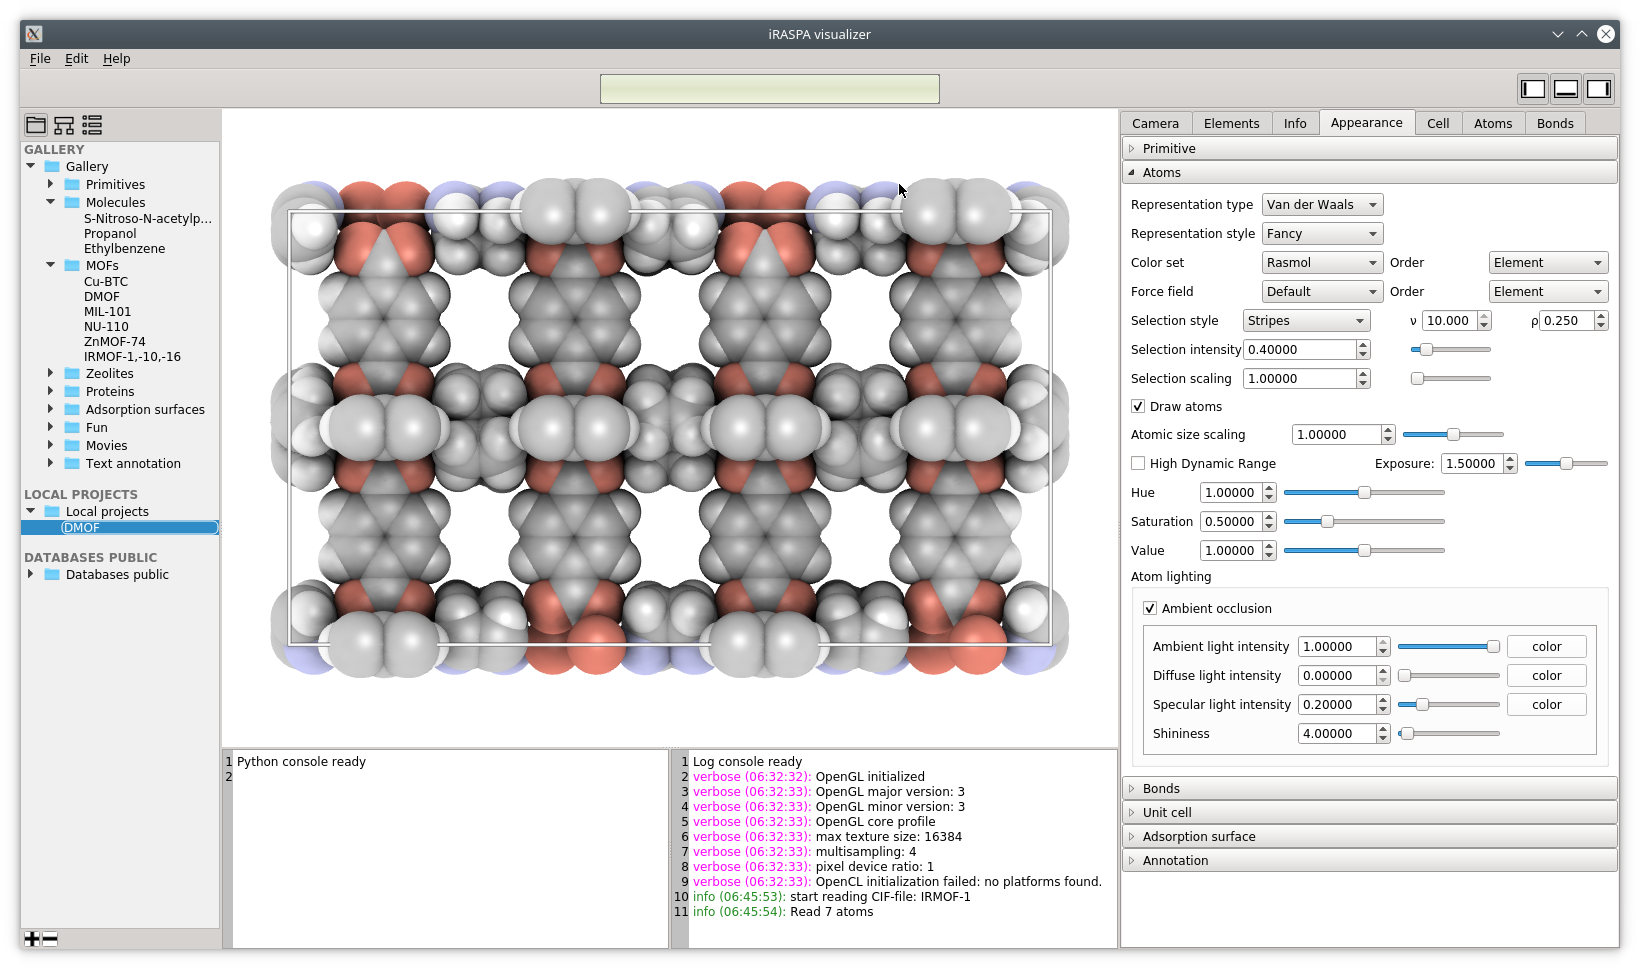 iRASPA visualizer
File Edit Help
GALLERY
Gallery
Primitives
Molecules
S-Nitroso-N-acetylp...
Propanol
Ethylbenzene
MOFs
Cu-BTC
DMOF
MIL-101
NU-110
ZnMOF-74
IRMOF-1,-10,-16
Zeolites
Proteins
Adsorption surfaces
Fun
Movies
Text annotation
LOCAL PROJECTS
Local projects
DMOF
DATABASES PUBLIC
Databases public
1 Python console ready
2
1 Log console ready
2 verbose (06:32:32): OpenGL initialized
3 verbose (06:32:33): OpenGL major version: 3
4 verbose (06:32:33): OpenGL minor version: 3
5 verbose (06:32:33): OpenGL core profile
6 verbose (06:32:33): max texture size: 16384
7 verbose (06:32:33): multisampling: 4
8 verbose (06:32:33): pixel device ratio: 1
9 verbose (06:32:33): OpenCL initialization failed: no platforms found.
10 info (06:45:53): start reading CIF-file: IRMOF-1
11 info (06:45:54): Read 7 atoms
Camera Elements Info Appearance Cell Atoms Bonds
Primitive
Atoms
Representation type Van der Waals
Representation style Fancy
Color set Rasmol Order Element
Force field Default Order Element
Selection style Stripes ν 10.000 ρ 0.250
Selection intensity 0.40000
Selection scaling 1.00000
Draw atoms
Atomic size scaling 1.00000
High Dynamic Range Exposure: 1.50000
Hue 1.00000
Saturation 0.50000
Value 1.00000
Atom lighting
Ambient occlusion
Ambient light intensity 1.00000 color
Diffuse light intensity 0.00000 color
Specular light intensity 0.20000 color
Shininess 4.00000
Bonds
Unit cell
Adsorption surface
Annotation